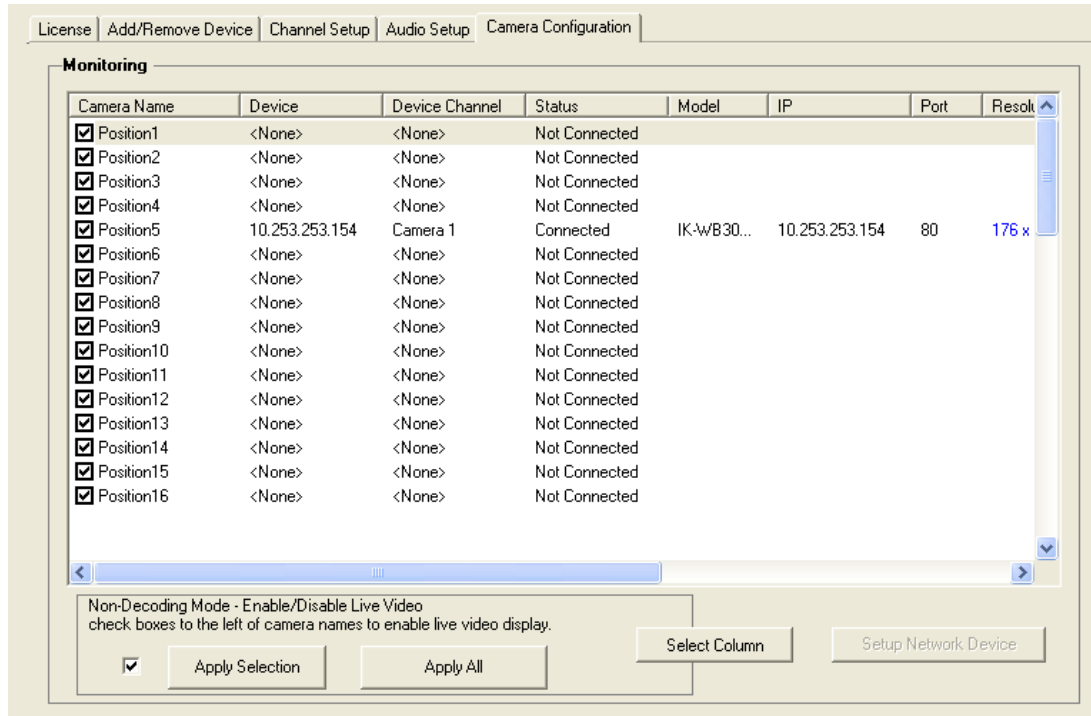 License Add/Remove Device Channel Setup Audio Setup Camera Configuration
Monitoring
Camera Name Device Device Channel Status Model IP Port Resolu
Position1 <None> <None> Not Connected
Position2 <None> <None> Not Connected
Position3 <None> <None> Not Connected
Position4 <None> <None> Not Connected
Position5 10.253.253.154 Camera 1 Connected IK-WB30... 10.253.253.154 80 176 x
Position6 <None> <None> Not Connected
Position7 <None> <None> Not Connected
Position8 <None> <None> Not Connected
Position9 <None> <None> Not Connected
Position10 <None> <None> Not Connected
Position11 <None> <None> Not Connected
Position12 <None> <None> Not Connected
Position13 <None> <None> Not Connected
Position14 <None> <None> Not Connected
Position15 <None> <None> Not Connected
Position16 <None> <None> Not Connected
Non-Decoding Mode - Enable/Disable Live Video
check boxes to the left of camera names to enable live video display.
Apply Selection Apply All Select Column Setup Network Device